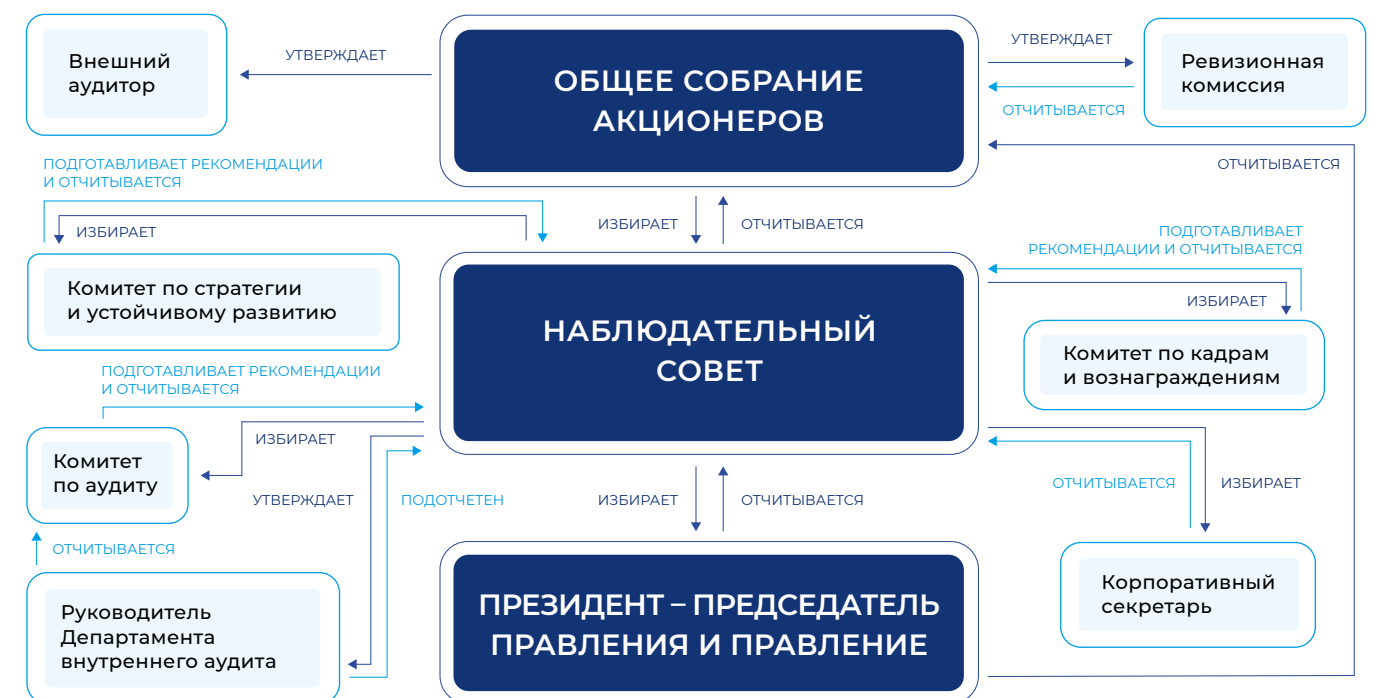 Внешний
аудитор
УТВЕРЖДАЕТ
ОБЩЕЕ СОБРАНИЕ
АКЦИОНЕРОВ
УТВЕРЖДАЕТ
ОТЧИТЫВАЕТСЯ
Ревизионная
комиссия
ОТЧИТЫВАЕТСЯ
ПОДГОТАВЛИВАЕТ РЕКОМЕНДАЦИИ
И ОТЧИТЫВАЕТСЯ
ИЗБИРАЕТ
ИЗБИРАЕТ
ОТЧИТЫВАЕТСЯ
ПОДГОТАВЛИВАЕТ
РЕКОМЕНДАЦИИ И ОТЧИТЫВАЕТСЯ
ИЗБИРАЕТ
Комитет по стратегии
и устойчивому развитию
НАБЛЮДАТЕЛЬНЫЙ
СОВЕТ
Комитет по кадрам
и вознаграждениям
ПОДГОТАВЛИВАЕТ РЕКОМЕНДАЦИИ
И ОТЧИТЫВАЕТСЯ
ИЗБИРАЕТ
Комитет
по аудиту
УТВЕРЖДАЕТ
ПОДОТЧЕТЕН
ИЗБИРАЕТ
ОТЧИТЫВАЕТСЯ
ОТЧИТЫВАЕТСЯ
ИЗБИРАЕТ
ОТЧИТЫВАЕТСЯ
Руководитель
Департамента
внутреннего аудита
ПРЕЗИДЕНТ – ПРЕДСЕДАТЕЛЬ
ПРАВЛЕНИЯ И ПРАВЛЕНИЕ
Корпоративный
секретарь